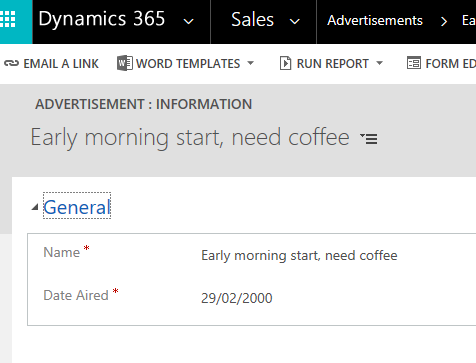 Dynamics 365 Sales Advertisements Ea
EMAIL A LINK WORD TEMPLATES RUN REPORT FORM ED
ADVERTISEMENT : INFORMATION
Early morning start, need coffee
General
Name * Early morning start, need coffee
Date Aired * 29/02/2000